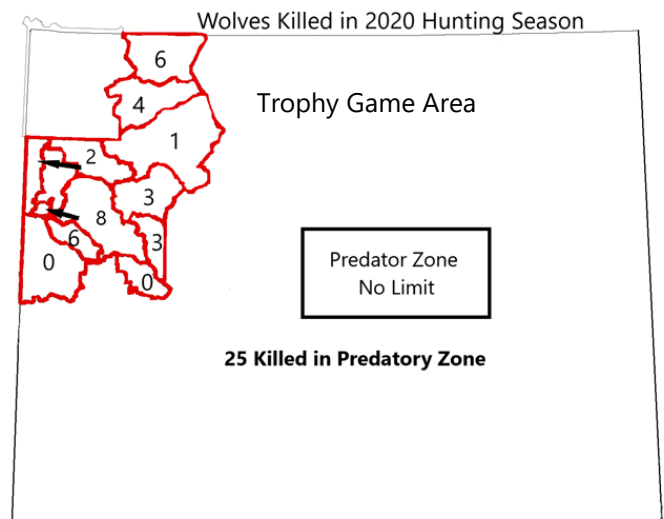 Wolves Killed in 2020 Hunting Season
6
4
Trophy Game Area
1
2
3
8
6
3
0
0
Predator Zone
No Limit
25 Killed in Predatory Zone